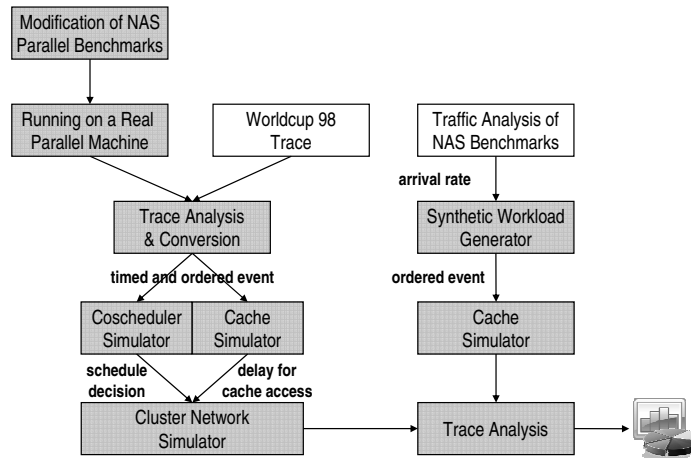 Modification of NAS
Parallel Benchmarks
Running on a Real
Parallel Machine
Worldcup 98
Trace
Traffic Analysis of
NAS Benchmarks
arrival rate
Trace Analysis
& Conversion
Synthetic Workload
Generator
timed and ordered event
ordered event
Coscheduler
Simulator
Cache
Simulator
Cache
Simulator
schedule
decision
delay for
cache access
Cluster Network
Simulator
Trace Analysis